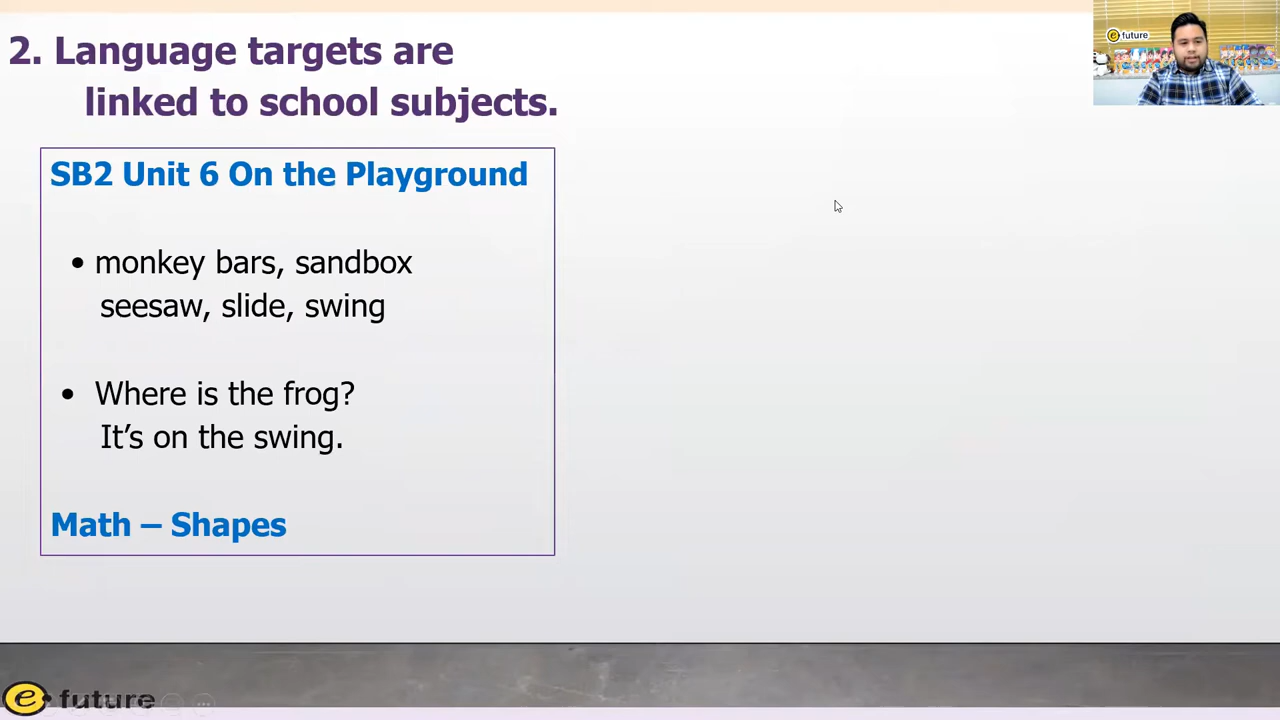 2. Language targets are
linked to school subjects.
SB2 Unit 6 On the Playground
• monkey bars, sandbox
seesaw, slide, swing
• Where is the frog?
It's on the swing.
Math – Shapes
e future
e future